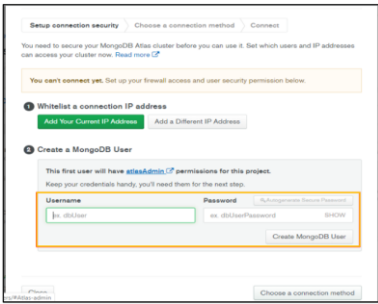 Setup connection security
Choose a connection method
Connect
You need to secure your MongoDB Atlas cluster before you can use it. Set which users and IP addresses
can access your cluster now. Read more
You can't connect yet. Set up your firewall access and user security permission below.
1 Whitelist a connection IP address
Add Your Current IP Address
Add a Different IP Address
2 Create a MongoDB User
This first user will have atlasAdmin permissions for this project.
Keep your credentials handy, you'll need them for the next step.
Username
Password
Autogenerate Secure Password
ex. dbUser
ex. dbUserPassword
SHOW
Create MongoDB User
Close
Choose a connection method